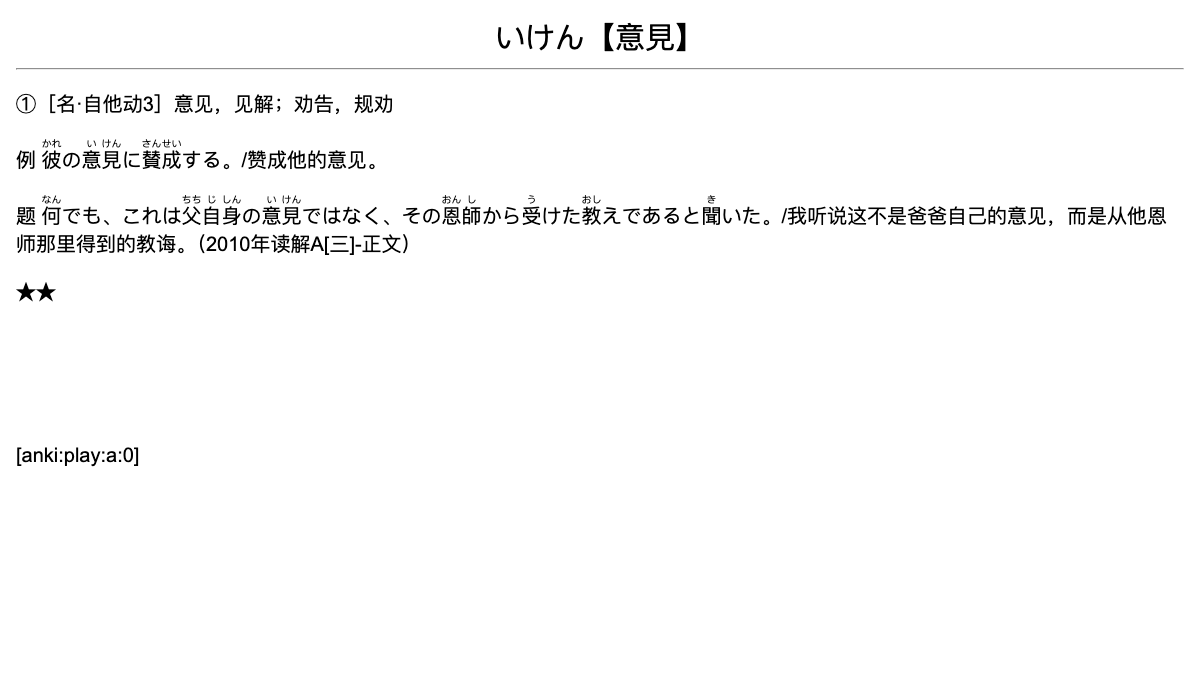 いけん【意見】
①［名·自他动3］意见，见解；劝告，规劝
かれ い けん さんせい
例 彼の意見に賛成する。/赞成他的意见。
なん ちち じ しん い けん おん し う おし き
题 何でも、これは父自身の意見ではなく、その恩師から受けた教えであると聞いた。/我听说这不是爸爸自己的意见，而是从他恩
师那里得到的教诲。（2010年读解A[三]-正文）
★★
[anki:play:a:0]